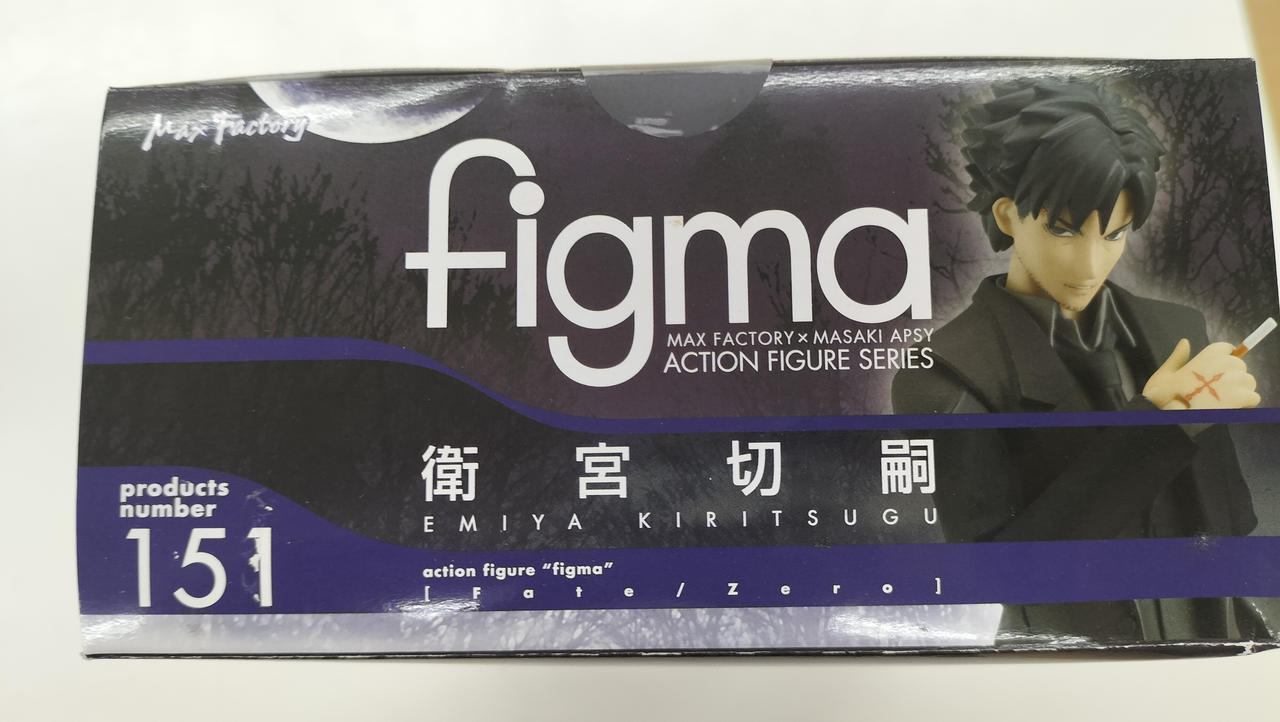 Max Factory
figma
MAX FACTORY×MASAKI APSY
ACTION FIGURE SERIES
衛宮切嗣
EMIYA KIRITSUGU
products
number
151
action figure “figma”
[Fate/Zero]